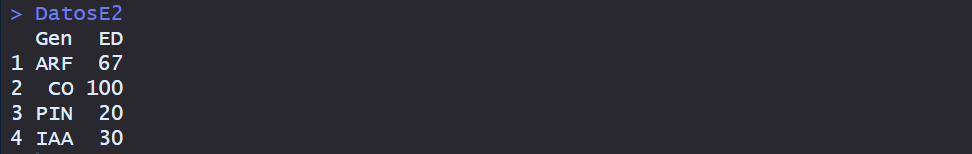 > DatosE2
  Gen  ED
1 ARF  67
2  CO 100
3 PIN  20
4 IAA  30